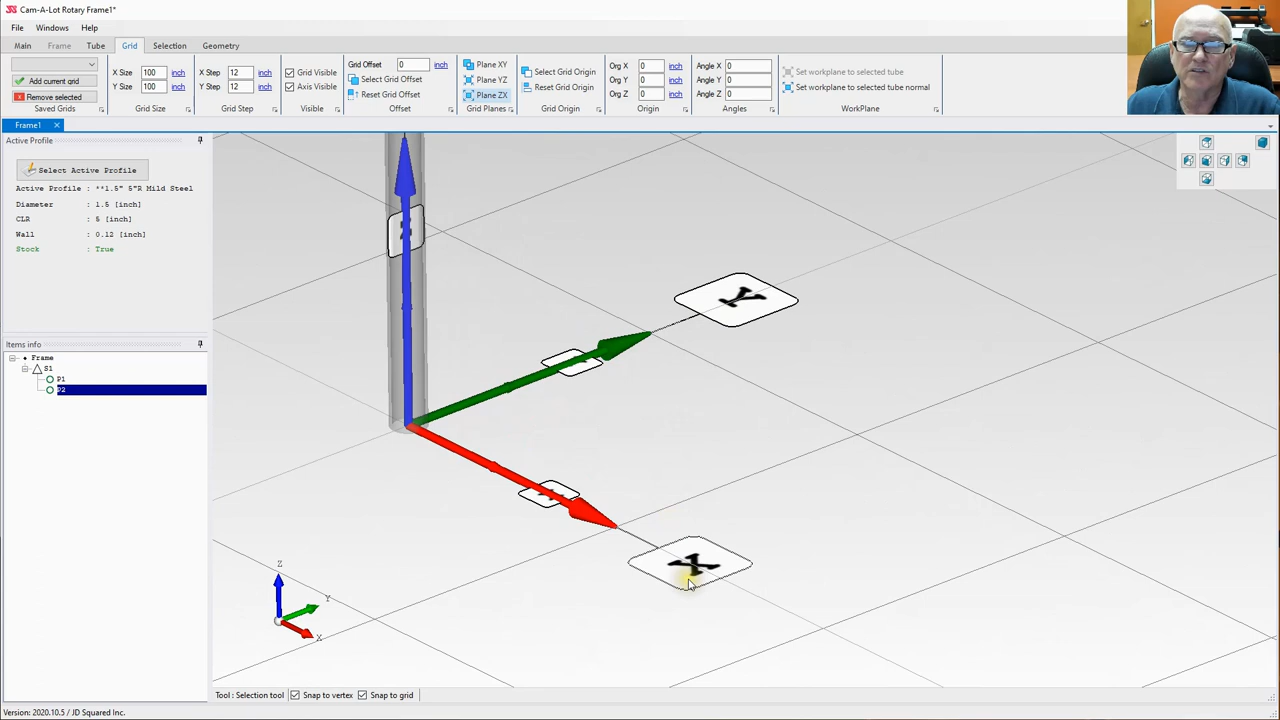 Cam-A-Lot Rotary Frame1*
File Windows Help
Main Frame Tube Grid Selection Geometry
X Size 100 inch X Step 12 inch Grid Visible Grid Offset 0 inch Plane XY Select Grid Origin Org X 0 inch Angle X 0 Set workplane to selected tube
Add current grid Y Size 100 inch Y Step 12 inch Axis Visible Select Grid Offset Plane YZ Reset Grid Origin Org Y 0 inch Angle Y 0 Set workplane to selected tube normal
Remove selected Reset Grid Offset Plane ZX Org Z 0 inch Angle Z 0
Saved Grids Grid Size Grid Step Visible Offset Grid Planes Grid Origin Origin Angles WorkPlane
Frame1
Active Profile
Select Active Profile
Active Profile : **1.5" 5"R Mild Steel
Diameter : 1.5 [inch]
CLR : 5 [inch]
Wall : 0.12 [inch]
Stock : True
Items info
Frame
S1
P1
P2
Y
X
Z
Y
X
Tool : Selection tool Snap to vertex Snap to grid
Version: 2020.10.5 / JD Squared Inc.